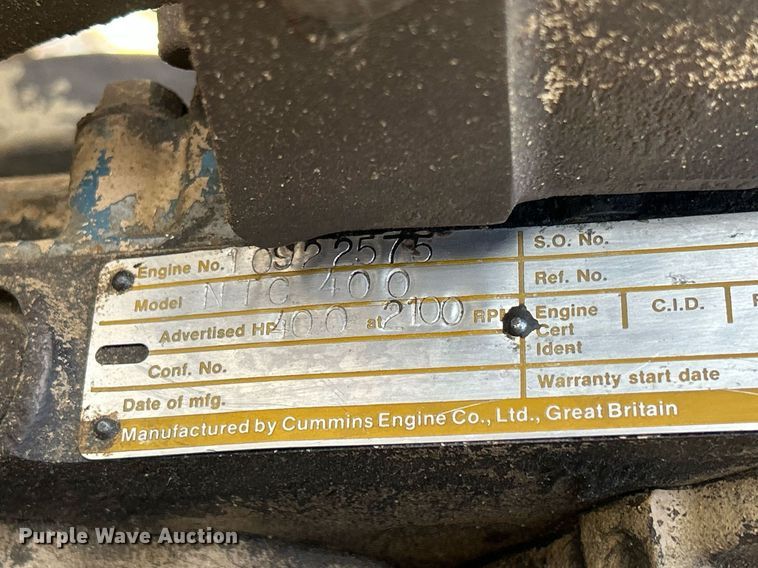 Engine No. 10922575
S.O. No.
Model NTC 400
Ref. No.
Advertised HP 400 at 2100 RPM
Engine Cert Ident
C.I.D.
Conf. No.
Warranty start date
Date of mfg.
Manufactured by Cummins Engine Co., Ltd., Great Britain
Purple Wave Auction